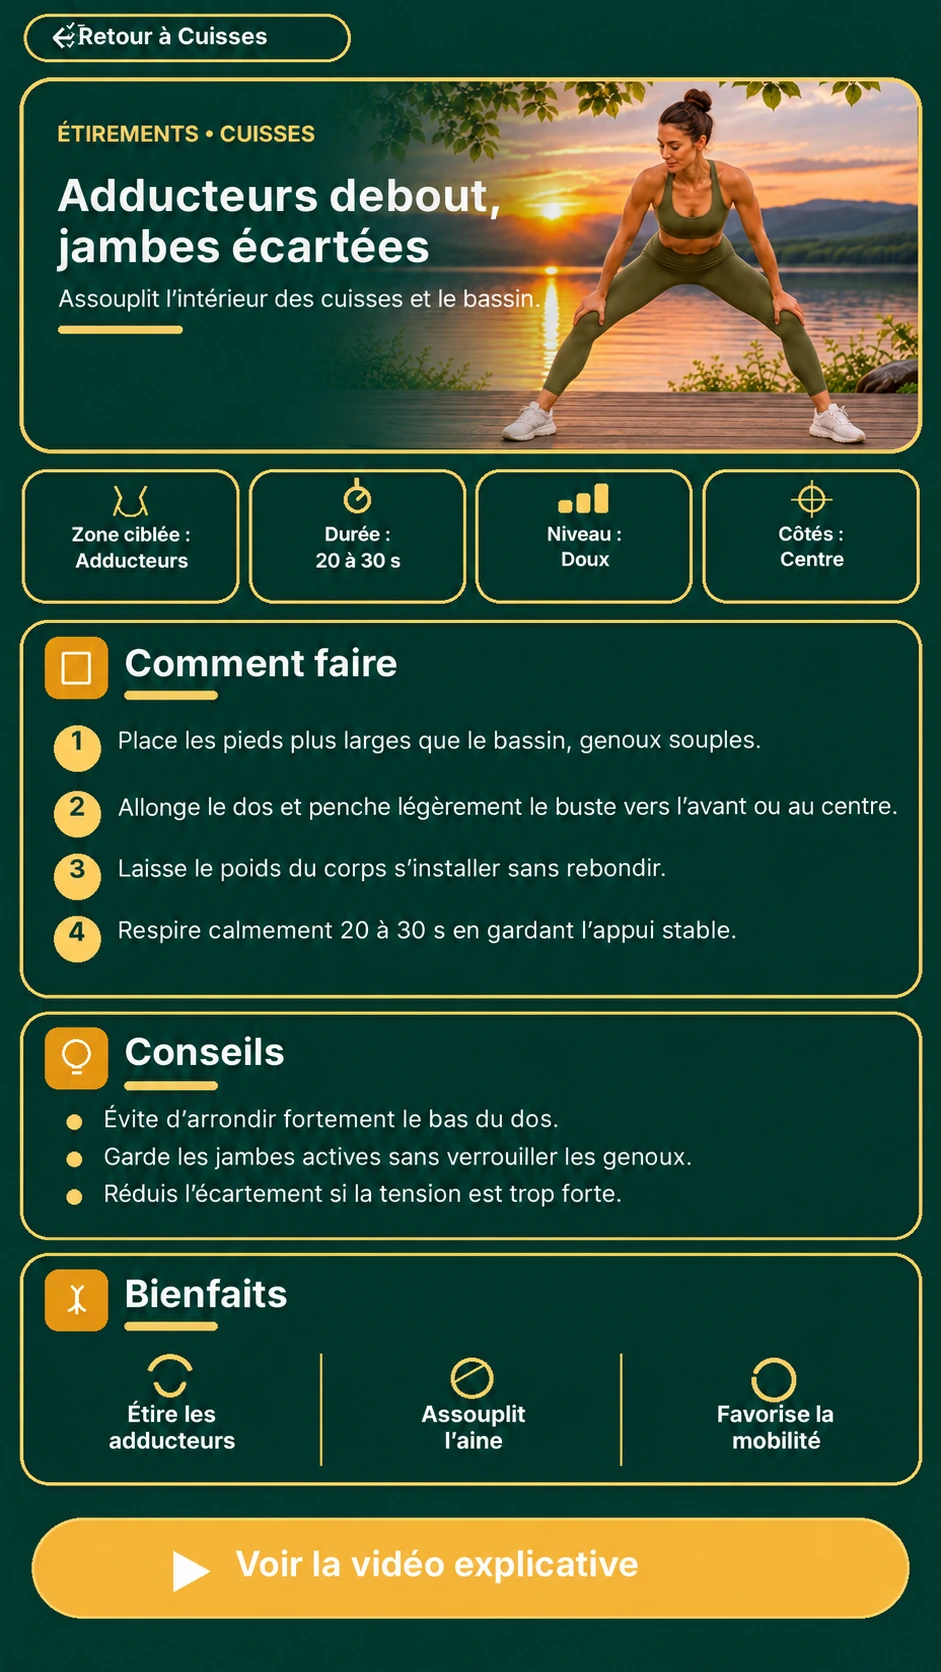 Retour à Cuisses
ÉTIREMENTS • CUISSES
Adducteurs debout,
jambes écartées
Assouplit l’intérieur des cuisses et le bassin.
Zone ciblée :
Adducteurs
Durée :
20 à 30 s
Niveau :
Doux
Côtés :
Centre
Comment faire
1 Place les pieds plus larges que le bassin, genoux souples.
2 Allonge le dos et penche légèrement le buste vers l’avant ou au centre.
3 Laisse le poids du corps s’installer sans rebondir.
4 Respire calmement 20 à 30 s en gardant l’appui stable.
Conseils
Évite d’arrondir fortement le bas du dos.
Garde les jambes actives sans verrouiller les genoux.
Réduis l’écartement si la tension est trop forte.
Bienfaits
Étire les
adducteurs
Assouplit
l’aine
Favorise la
mobilité
Voir la vidéo explicative